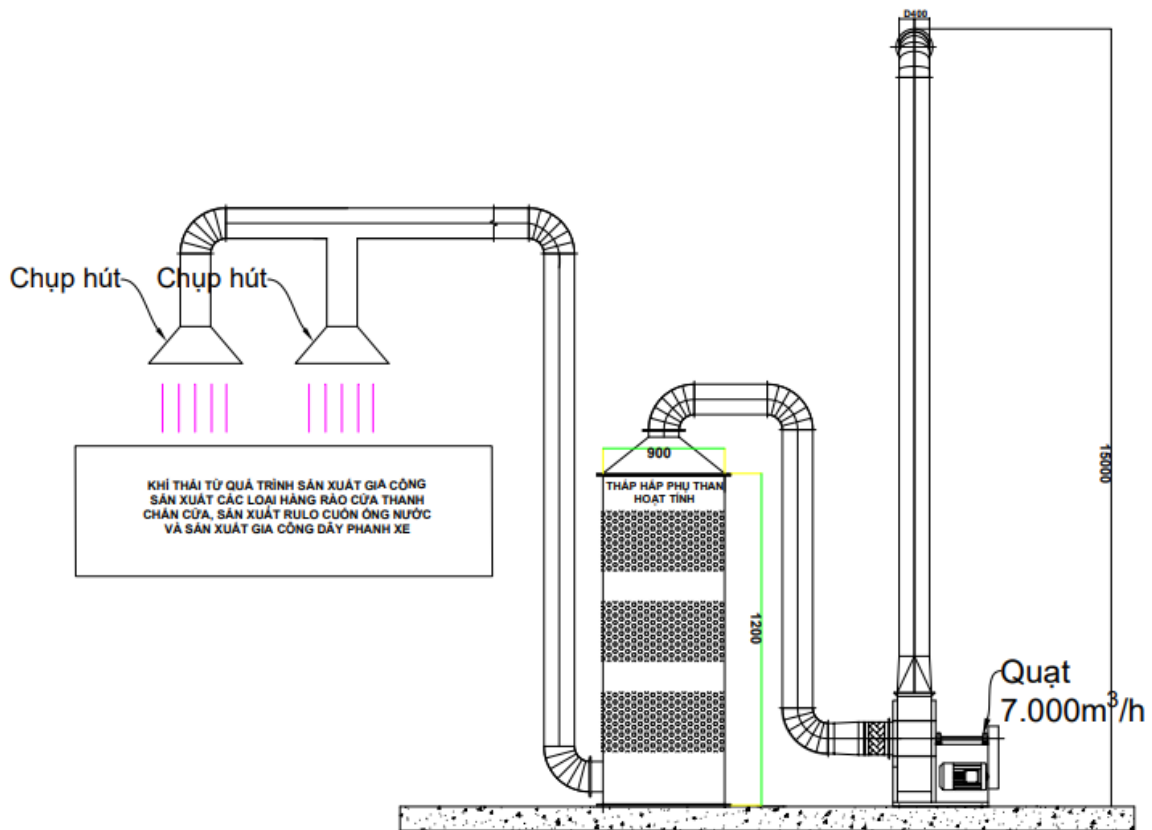 D400
Chụp hút
Chụp hút
15000
900
THÁP HẤP PHỤ THAN
HOẠT TÍNH
KHÍ THẢI TỪ QUÁ TRÌNH SẢN XUẤT GIA CÔNG
SẢN XUẤT CÁC LOẠI HÀNG RÀO CỬA THANH
CHẮN CỬA, SẢN XUẤT RULO CUỐN ỐNG NƯỚC
VÀ SẢN XUẤT GIA CÔNG DÂY PHANH XE
1200
Quạt
7.000m³/h